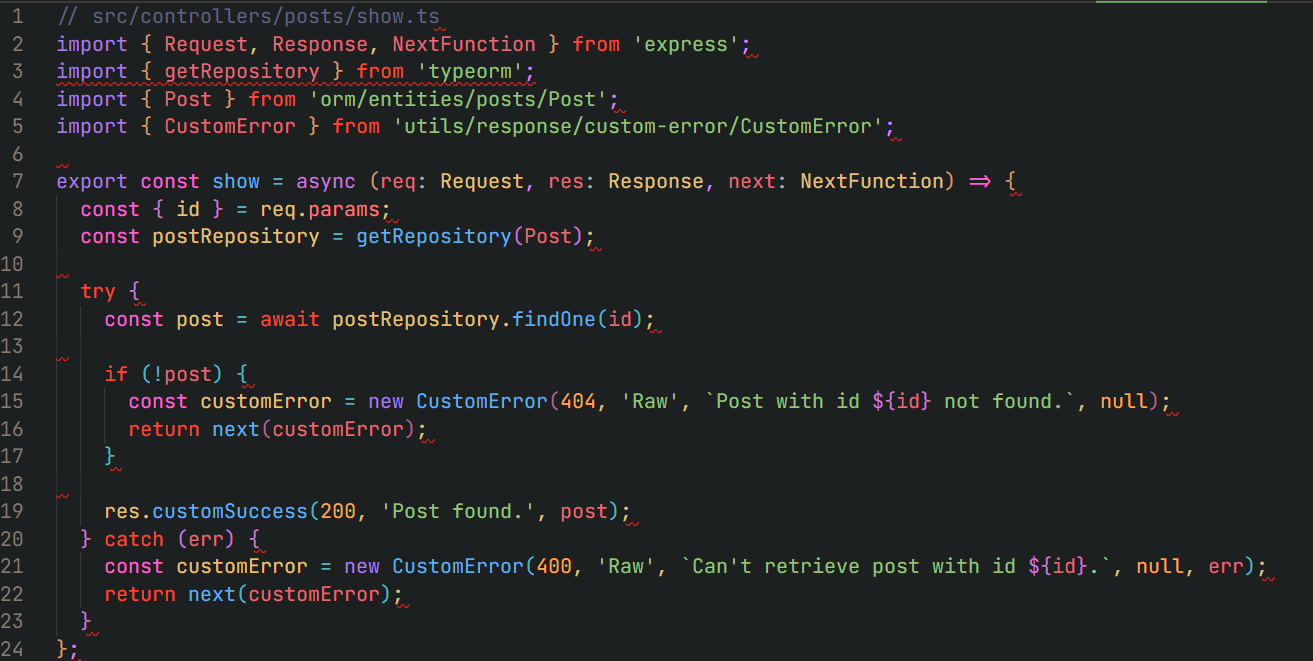 1 // src/controllers/posts/show.ts
2 import { Request, Response, NextFunction } from 'express';
3 import { getRepository } from 'typeorm';
4 import { Post } from 'orm/entities/posts/Post';
5 import { CustomError } from 'utils/response/custom-error/CustomError';
6
7 export const show = async (req: Request, res: Response, next: NextFunction) => {
8   const { id } = req.params;
9   const postRepository = getRepository(Post);
10
11   try {
12     const post = await postRepository.findOne(id);
13
14     if (!post) {
15       const customError = new CustomError(404, 'Raw', `Post with id ${id} not found.`, null);
16       return next(customError);
17     }
18
19     res.customSuccess(200, 'Post found.', post);
20   } catch (err) {
21     const customError = new CustomError(400, 'Raw', `Can't retrieve post with id ${id}.`, null, err);
22     return next(customError);
23   }
24 };